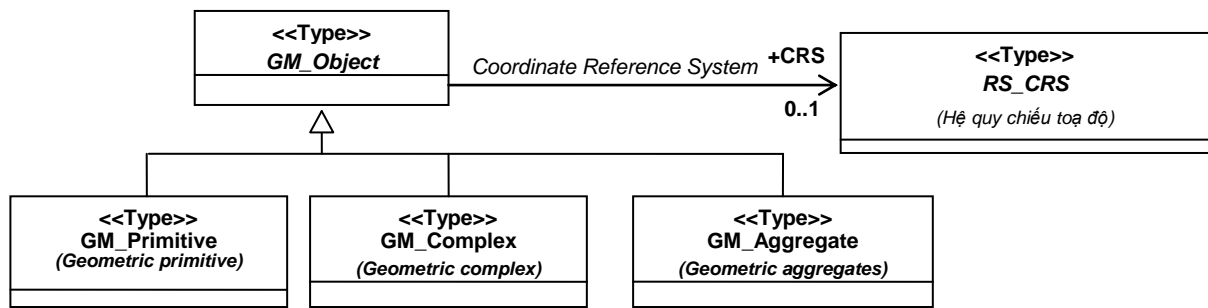 <<Type>>
GM_Object
Coordinate Reference System
+CRS
0..1
<<Type>>
RS_CRS
(Hệ quy chiếu toạ độ)
<<Type>>
GM_Primitive
(Geometric primitive)
<<Type>>
GM_Complex
(Geometric complex)
<<Type>>
GM_Aggregate
(Geometric aggregates)